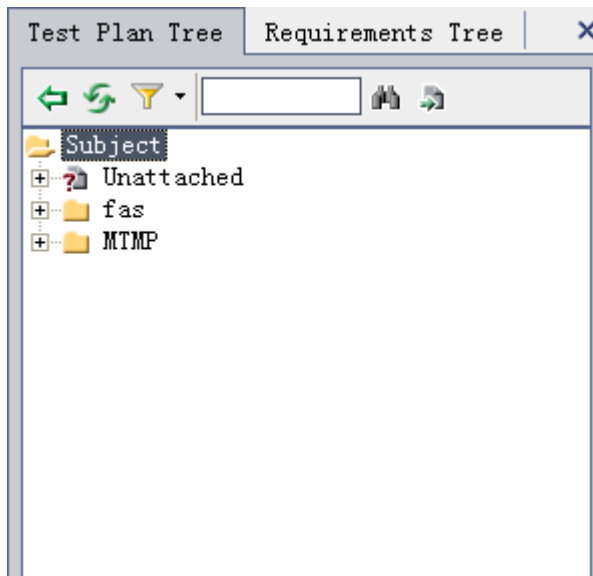 Test Plan Tree Requirements Tree
Subject
Unattached
fas
MTMP